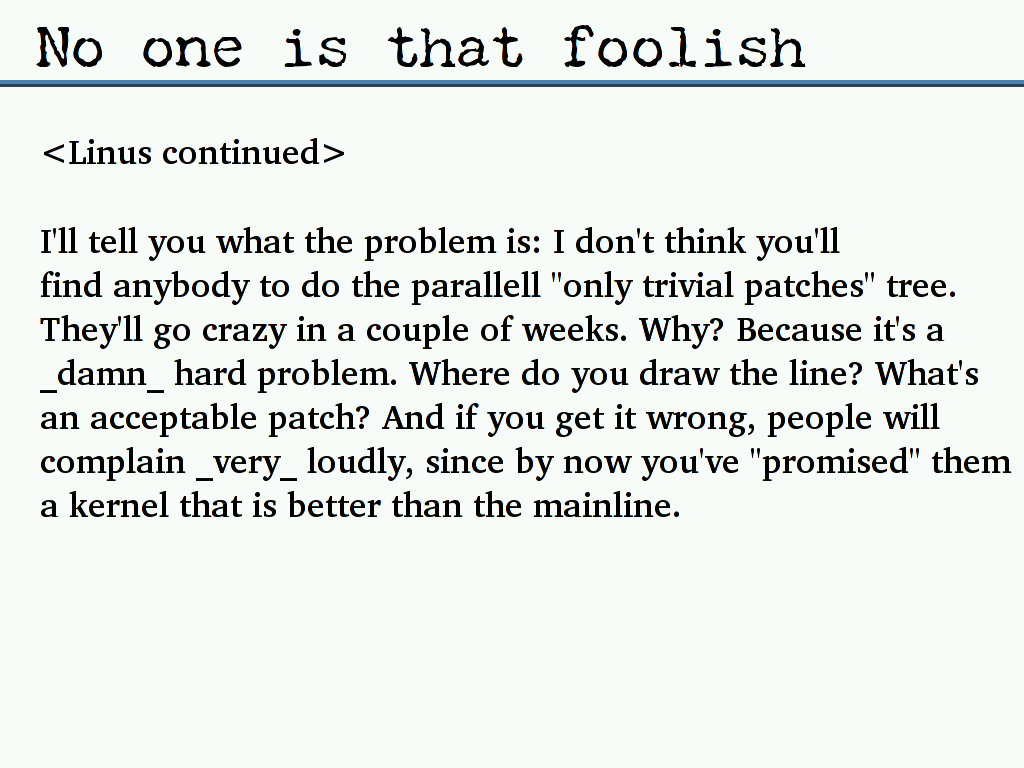 No one is that foolish
<Linus continued>
I'll tell you what the problem is: I don't think you'll
find anybody to do the parallell "only trivial patches" tree.
They'll go crazy in a couple of weeks. Why? Because it's a
_damn_ hard problem. Where do you draw the line? What's
an acceptable patch? And if you get it wrong, people will
complain _very_ loudly, since by now you've "promised" them
a kernel that is better than the mainline.